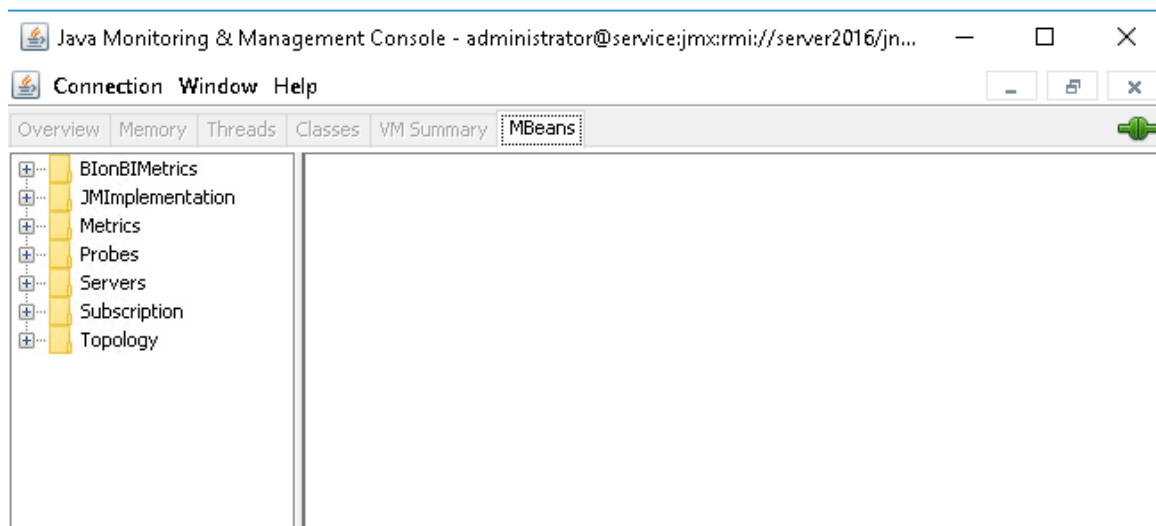 Java Monitoring & Management Console - administrator@service:jmx:rmi://server2016/jn...
Connection Window Help
Overview Memory Threads Classes VM Summary MBeans
BIonBIMetrics
JMImplementation
Metrics
Probes
Servers
Subscription
Topology